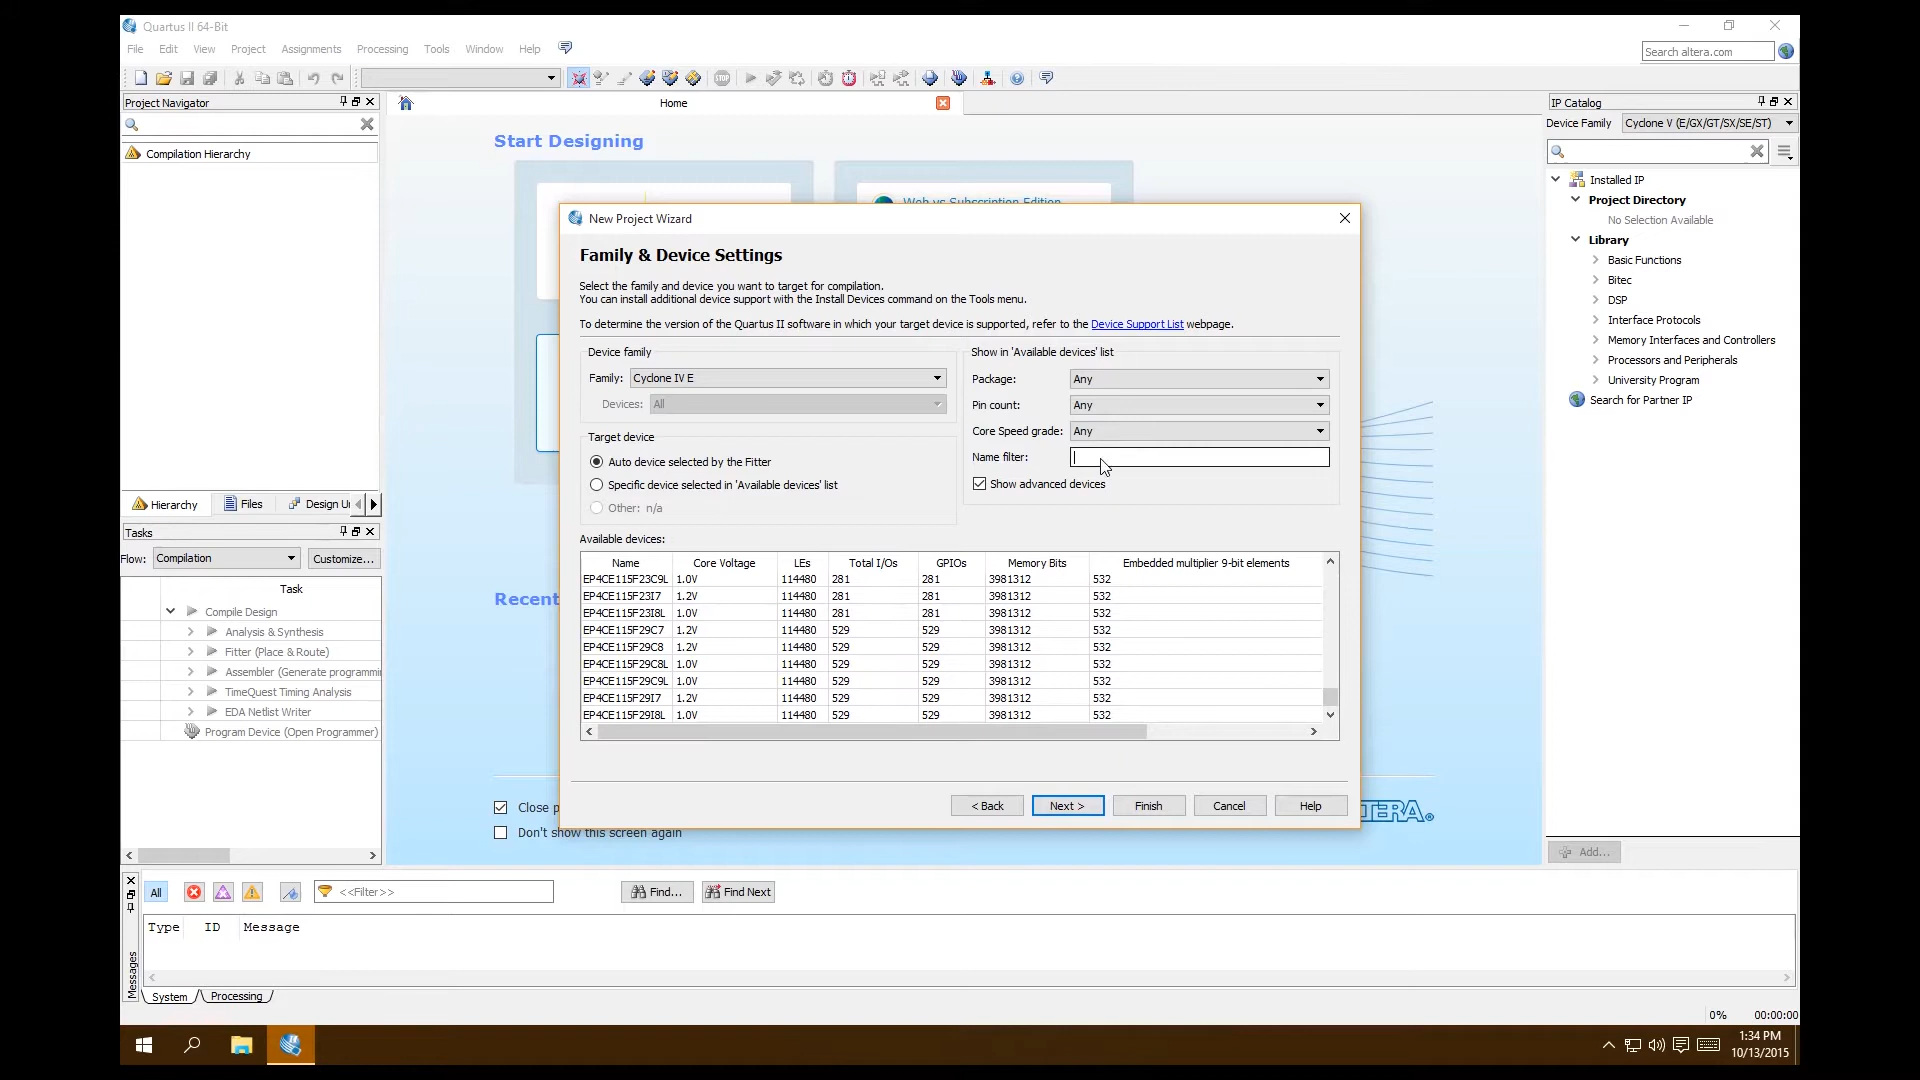 Quartus II 64-Bit
File Edit View Project Assignments Processing Tools Window Help
Search altera.com
Project Navigator
Compilation Hierarchy
Hierarchy Files Design Un
Tasks
Flow: Compilation Customize...
Task
Compile Design
Analysis & Synthesis
Fitter (Place & Route)
Assembler (Generate programmi
TimeQuest Timing Analysis
EDA Netlist Writer
Program Device (Open Programmer)
Home
Start Designing
Web vs Subscription Edition
Recent
Close p
Don't show this screen again
New Project Wizard
Family & Device Settings
Select the family and device you want to target for compilation.
You can install additional device support with the Install Devices command on the Tools menu.
To determine the version of the Quartus II software in which your target device is supported, refer to the Device Support List webpage.
Device family
Family: Cyclone IV E
Devices: All
Target device
Auto device selected by the Fitter
Specific device selected in 'Available devices' list
Other: n/a
Show in 'Available devices' list
Package: Any
Pin count: Any
Core Speed grade: Any
Name filter:
Show advanced devices
Available devices:
Name Core Voltage LEs Total I/Os GPIOs Memory Bits Embedded multiplier 9-bit elements
EP4CE115F23C9L 1.0V 114480 281 281 3981312 532
EP4CE115F23I7 1.2V 114480 281 281 3981312 532
EP4CE115F23I8L 1.0V 114480 281 281 3981312 532
EP4CE115F29C7 1.2V 114480 529 529 3981312 532
EP4CE115F29C8 1.2V 114480 529 529 3981312 532
EP4CE115F29C8L 1.0V 114480 529 529 3981312 532
EP4CE115F29C9L 1.0V 114480 529 529 3981312 532
EP4CE115F29I7 1.2V 114480 529 529 3981312 532
EP4CE115F29I8L 1.0V 114480 529 529 3981312 532
< Back Next > Finish Cancel Help
TERA®
IP Catalog
Device Family Cyclone V (E/GX/GT/SX/SE/ST)
Installed IP
Project Directory
No Selection Available
Library
Basic Functions
Bitec
DSP
Interface Protocols
Memory Interfaces and Controllers
Processors and Peripherals
University Program
Search for Partner IP
Add...
All <<Filter>> Find... Find Next
Type ID Message
Messages
System Processing
0% 00:00:00
1:34 PM
10/13/2015